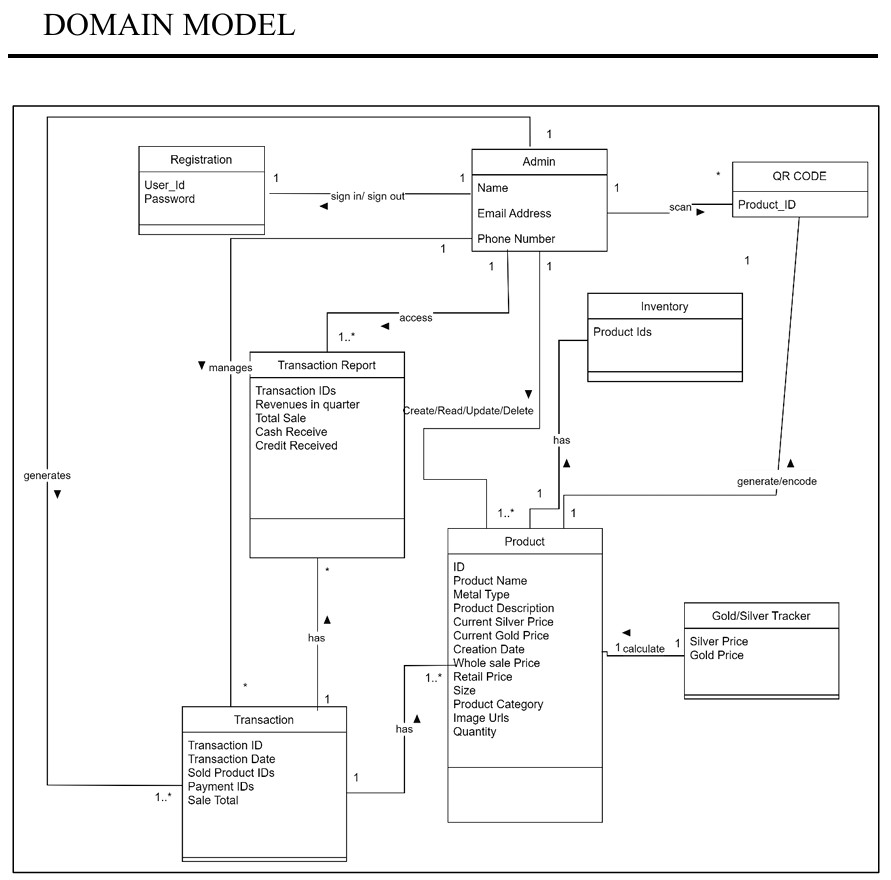 DOMAIN MODEL
1
Registration
User_Id
Password
1
sign in/ sign out
1
Admin
Name
Email Address
Phone Number
1
scan
*
QR CODE
Product_ID
1
1
1
1
access
1..*
manages
Transaction Report
Transaction IDs
Revenues in quarter
Total Sale
Cash Receive
Credit Received
Create/Read/Update/Delete
Inventory
Product Ids
has
generates
generate/encode
1
1..*
1
Product
ID
Product Name
Metal Type
Product Description
Current Silver Price
Current Gold Price
Creation Date
Whole sale Price
Retail Price
Size
Product Category
Image Urls
Quantity
*
has
1
*
1..*
1 calculate
1
Gold/Silver Tracker
Silver Price
Gold Price
has
Transaction
Transaction ID
Transaction Date
Sold Product IDs
Payment IDs
Sale Total
1
1..*